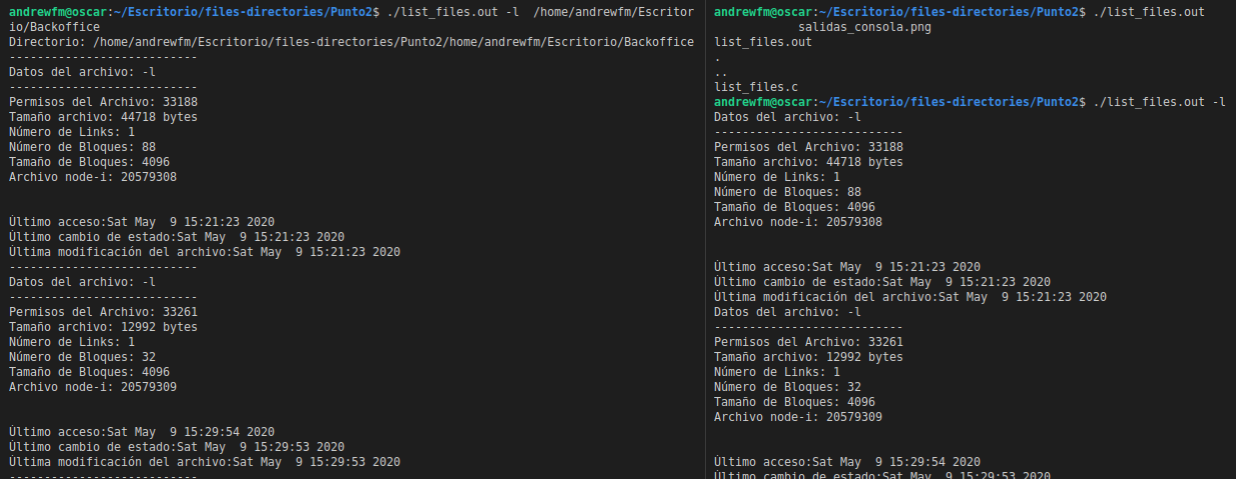 andrewfm@oscar:~/Escritorio/files-directories/Punto2$ ./list_files.out -l  /home/andrewfm/Escritor
io/Backoffice
Directorio: /home/andrewfm/Escritorio/files-directories/Punto2/home/andrewfm/Escritorio/Backoffice
---------------------------
Datos del archivo: -l
---------------------------
Permisos del Archivo: 33188
Tamaño archivo: 44718 bytes
Número de Links: 1
Número de Bloques: 88
Tamaño de Bloques: 4096
Archivo node-i: 20579308
Último acceso:Sat May  9 15:21:23 2020
Último cambio de estado:Sat May  9 15:21:23 2020
Última modificación del archivo:Sat May  9 15:21:23 2020
---------------------------
Datos del archivo: -l
---------------------------
Permisos del Archivo: 33261
Tamaño archivo: 12992 bytes
Número de Links: 1
Número de Bloques: 32
Tamaño de Bloques: 4096
Archivo node-i: 20579309
Último acceso:Sat May  9 15:29:54 2020
Último cambio de estado:Sat May  9 15:29:53 2020
Última modificación del archivo:Sat May  9 15:29:53 2020
---------------------------
andrewfm@oscar:~/Escritorio/files-directories/Punto2$ ./list_files.out
salidas_consola.png
list_files.out
.
..
list_files.c
andrewfm@oscar:~/Escritorio/files-directories/Punto2$ ./list_files.out -l
Datos del archivo: -l
---------------------------
Permisos del Archivo: 33188
Tamaño archivo: 44718 bytes
Número de Links: 1
Número de Bloques: 88
Tamaño de Bloques: 4096
Archivo node-i: 20579308
Último acceso:Sat May  9 15:21:23 2020
Último cambio de estado:Sat May  9 15:21:23 2020
Última modificación del archivo:Sat May  9 15:21:23 2020
Datos del archivo: -l
---------------------------
Permisos del Archivo: 33261
Tamaño archivo: 12992 bytes
Número de Links: 1
Número de Bloques: 32
Tamaño de Bloques: 4096
Archivo node-i: 20579309
Último acceso:Sat May  9 15:29:54 2020
Último cambio de estado:Sat May  9 15:29:53 2020